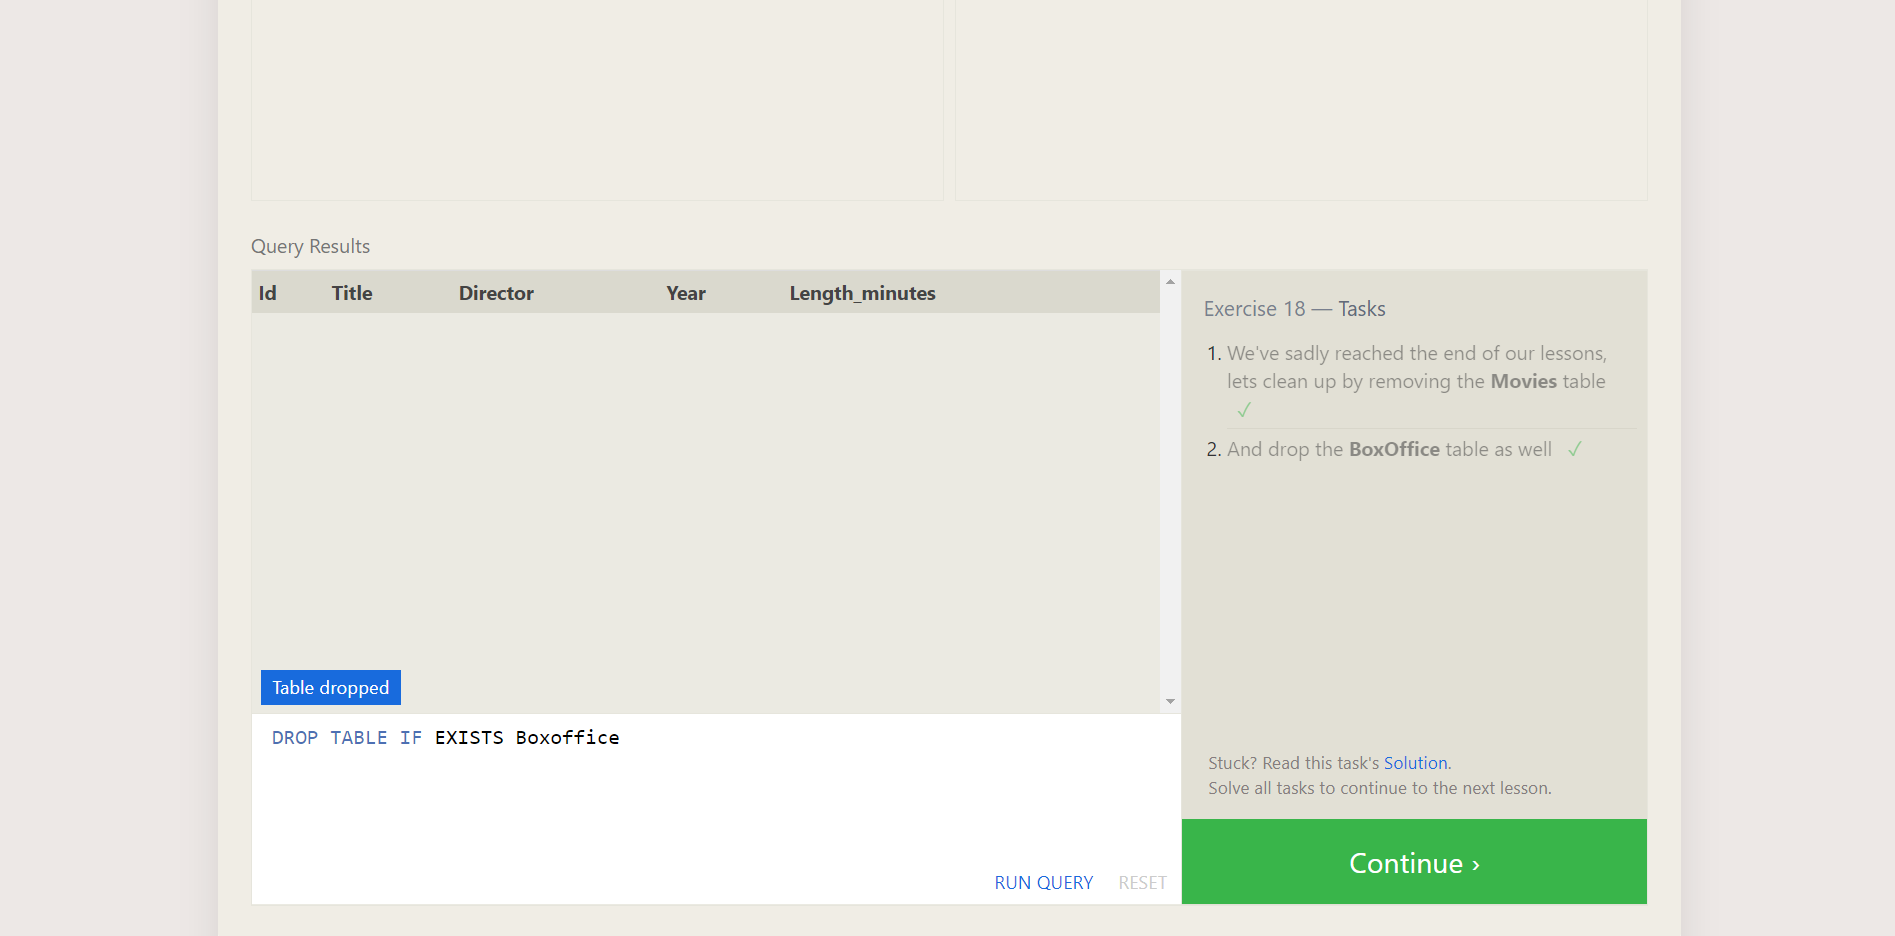 Query Results
Id Title Director Year Length_minutes
Table dropped
DROP TABLE IF EXISTS Boxoffice
RUN QUERY RESET
Exercise 18 — Tasks
1. We've sadly reached the end of our lessons,
lets clean up by removing the Movies table
✓
2. And drop the BoxOffice table as well ✓
Stuck? Read this task's Solution.
Solve all tasks to continue to the next lesson.
Continue ›